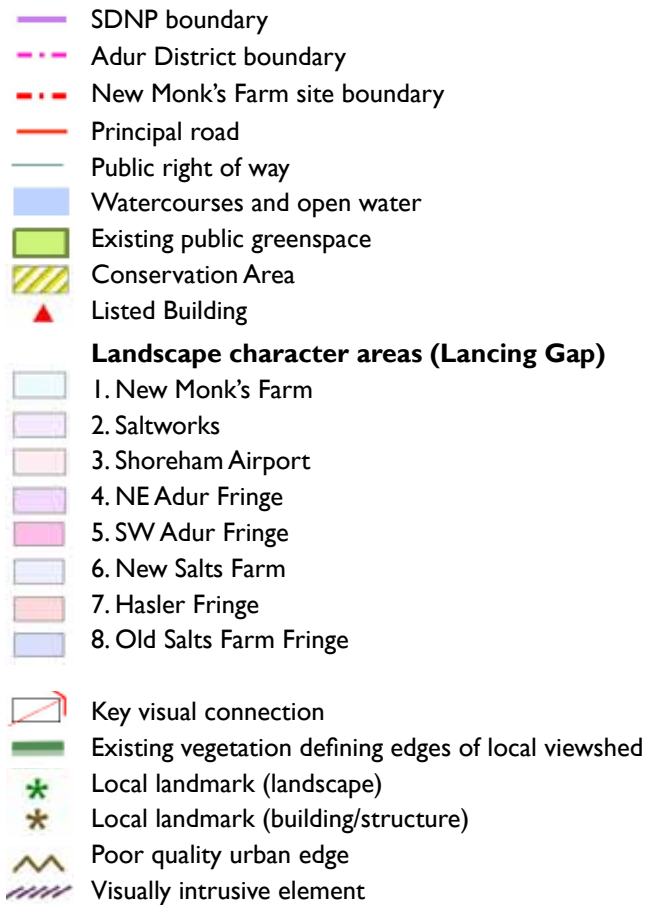 SDNP boundary
Adur District boundary
New Monk's Farm site boundary
Principal road
Public right of way
Watercourses and open water
Existing public greenspace
Conservation Area
Listed Building
Landscape character areas (Lancing Gap)
1. New Monk's Farm
2. Saltworks
3. Shoreham Airport
4. NE Adur Fringe
5. SW Adur Fringe
6. New Salts Farm
7. Hasler Fringe
8. Old Salts Farm Fringe
Key visual connection
Existing vegetation defining edges of local viewshed
Local landmark (landscape)
Local landmark (building/structure)
Poor quality urban edge
Visually intrusive element